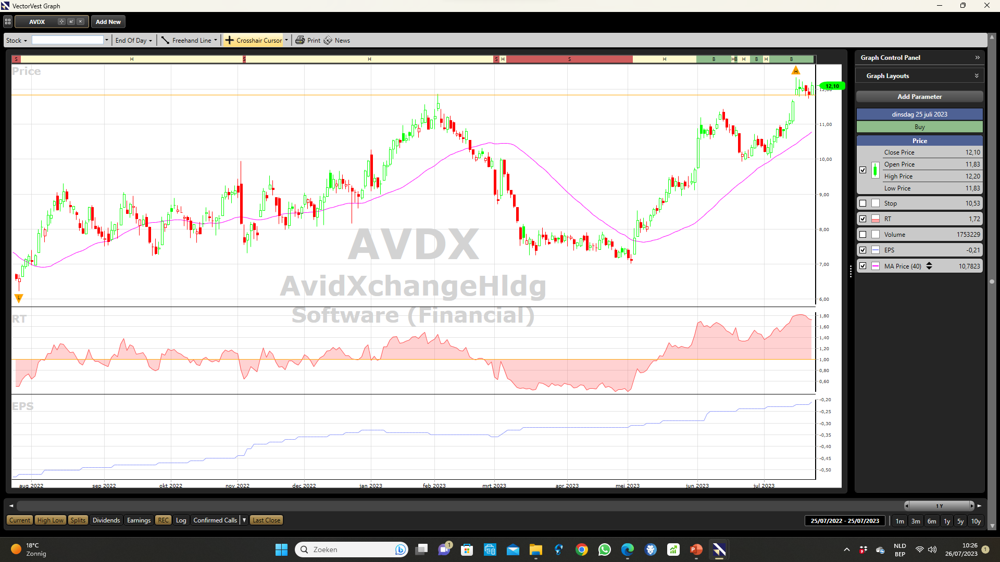 VectorVest Graph
AVDX
Add New
Stock
End Of Day
Freehand Line
Crosshair Cursor
Print
News
S H S H S H S H B H B H B H B
Price
H
12,10
12,00
11,00
10,00
9,00
8,00
7,00
6,00
L
AVDX
AvidXchangeHldg
Software (Financial)
RT
1,80
1,60
1,40
1,20
1,00
0,80
0,60
EPS
-0,20
-0,25
-0,30
-0,35
-0,40
-0,45
-0,50
aug 2022 sep 2022 okt 2022 nov 2022 dec 2022 jan 2023 feb 2023 mrt 2023 apr 2023 mei 2023 jun 2023 jul 2023
Graph Control Panel
Graph Layouts
Add Parameter
dinsdag 25 juli 2023
Buy
Price
Close Price 12,10
Open Price 11,83
High Price 12,20
Low Price 11,83
Stop 10,53
RT 1,72
Volume 1753229
EPS -0,21
MA Price (40) 10,7823
1 Y
Current High Low Splits Dividends Earnings REC Log Confirmed Calls Last Close
25/07/2022 - 25/07/2023
1m 3m 6m 1y 5y 10y
18°C
Zonnig
Zoeken
1
NLD
BEP
10:26
26/07/2023
1